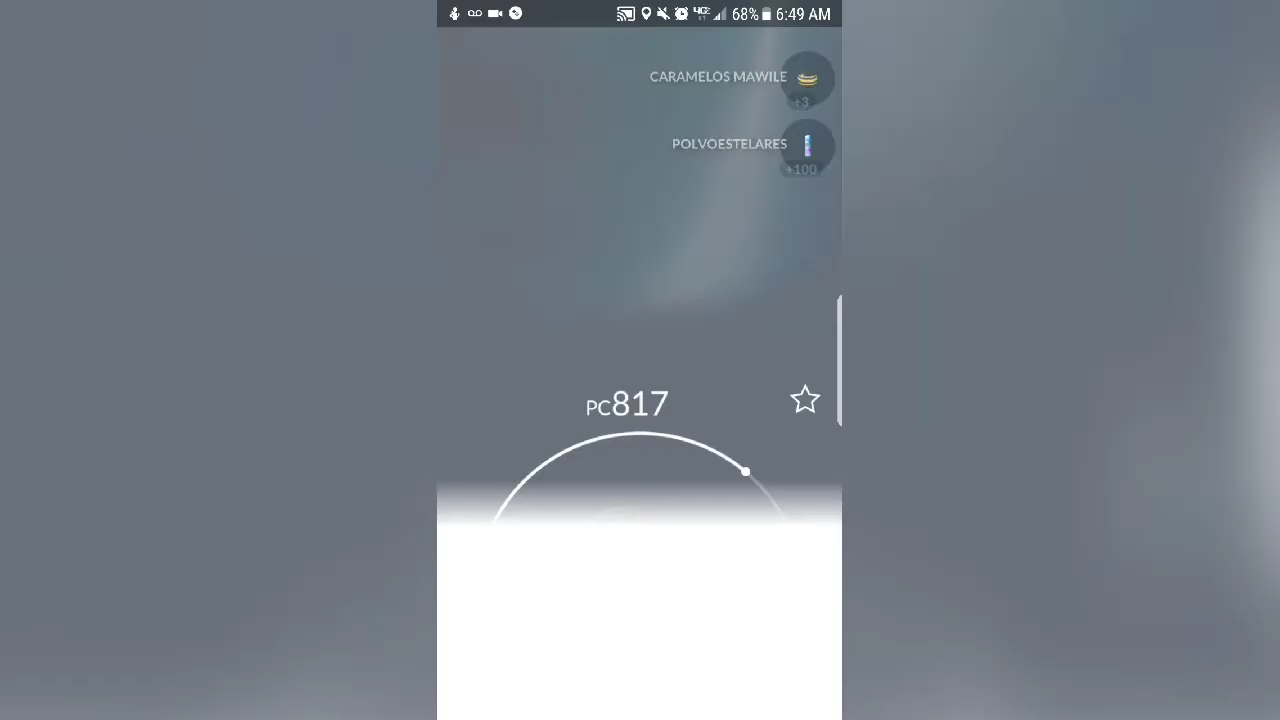 68% 6:49 AM
CARAMELOS MAWILE
+3
POLVOESTELARES
+100
PC817